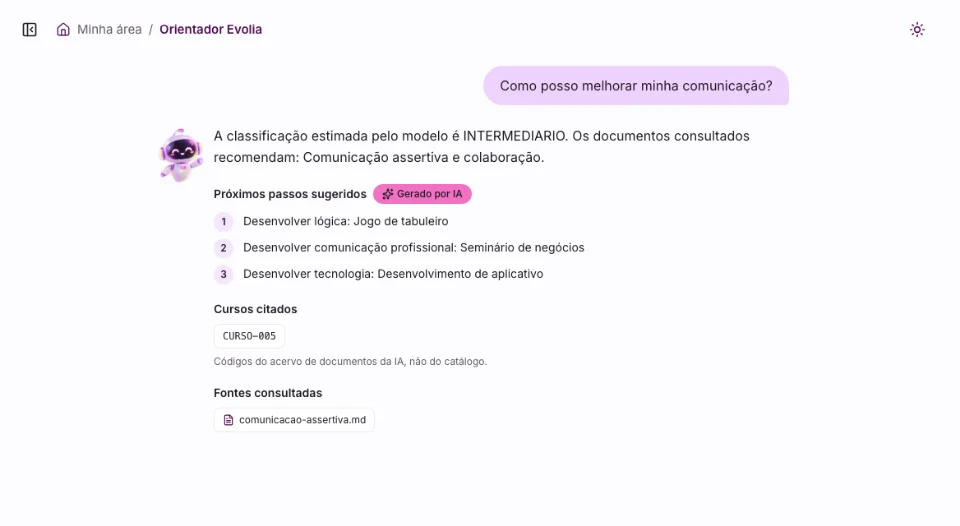 Minha área / Orientador Evolia
Como posso melhorar minha comunicação?
A classificação estimada pelo modelo é INTERMEDIARIO. Os documentos consultados
recomendam: Comunicação assertiva e colaboração.
Próximos passos sugeridos Gerado por IA
1 Desenvolver lógica: Jogo de tabuleiro
2 Desenvolver comunicação profissional: Seminário de negócios
3 Desenvolver tecnologia: Desenvolvimento de aplicativo
Cursos citados
CURSO-005
Códigos do acervo de documentos da IA, não do catálogo.
Fontes consultadas
comunicacao-assertiva.md